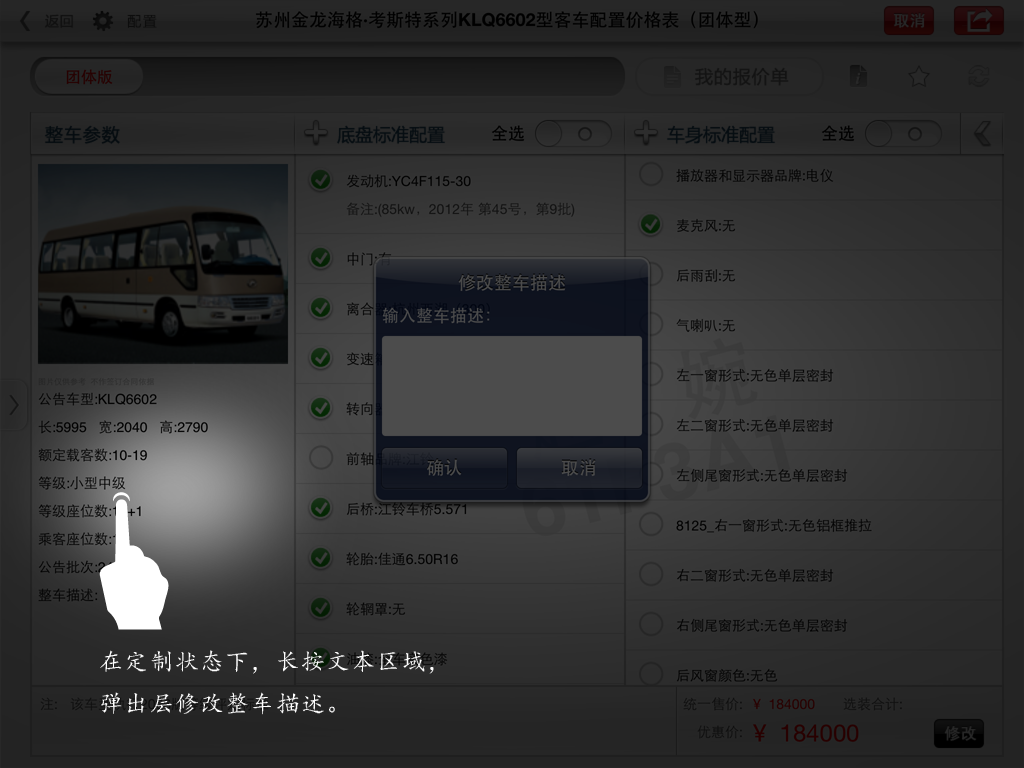 返回 配置 苏州金龙海格·考斯特系列KLQ6602型客车配置价格表（团体型） 取消
团体版 我的报价单
整车参数 底盘标准配置 全选 车身标准配置 全选
公告车型:KLQ6602
长:5995 宽:2040 高:2790
额定载客数:10-19
等级:小型中级
等级座位数:
+1
乘客座位数:
公告批次:
整车描述:
发动机:YC4F115-30
备注:(85kw，2012年 第45号，第9批)
中门:有
离合
变速
转向
前轴
后桥:江铃车桥5.571
轮胎:佳通6.50R16
轮辋罩:无
修改整车描述
输入整车描述:
确认 取消
播放器和显示器品牌:电仪
麦克风:无
后雨刮:无
气喇叭:无
左一窗形式:无色单层密封
左二窗形式:无色单层密封
左侧尾窗形式:无色单层密封
8125_右一窗形式:无色铝框推拉
右二窗形式:无色单层密封
右侧尾窗形式:无色单层密封
后风窗颜色:无色
在定制状态下，长按文本区域，
弹出层修改整车描述。
注: 该车
统一售价: ￥ 184000 选装合计:
优惠价: ￥ 184000 修改